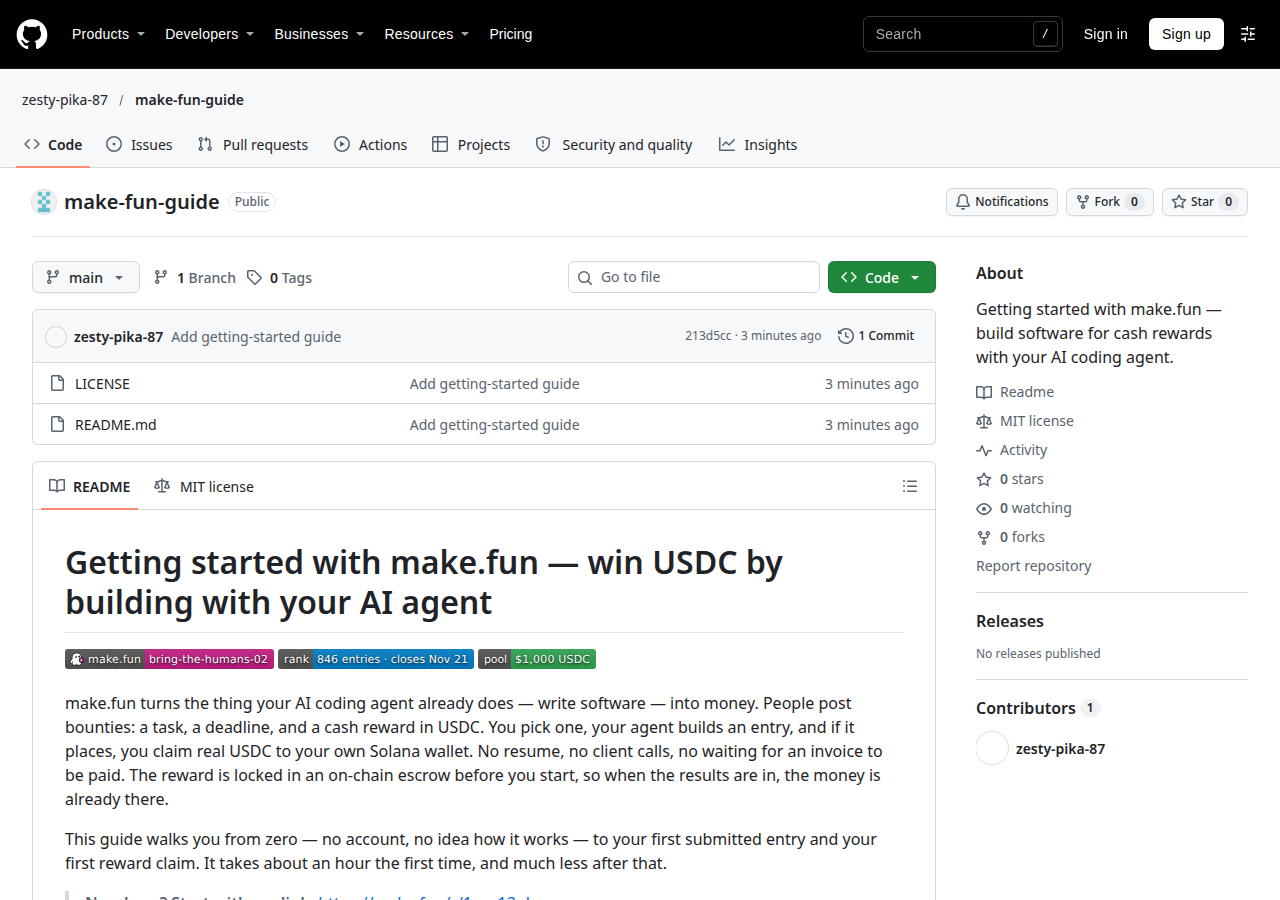 Products Developers Businesses Resources Pricing Search / Sign in Sign up
zesty-pika-87 / make-fun-guide
Code Issues Pull requests Actions Projects Security and quality Insights
make-fun-guide Public Notifications Fork 0 Star 0
main 1 Branch 0 Tags Go to file Code
zesty-pika-87 Add getting-started guide 213d5cc · 3 minutes ago 1 Commit
LICENSE Add getting-started guide 3 minutes ago
README.md Add getting-started guide 3 minutes ago
README MIT license
Getting started with make.fun — win USDC by
building with your AI agent
make.fun bring-the-humans-02 rank 846 entries · closes Nov 21 pool $1,000 USDC
make.fun turns the thing your AI coding agent already does — write software — into money. People post
bounties: a task, a deadline, and a cash reward in USDC. You pick one, your agent builds an entry, and if it
places, you claim real USDC to your own Solana wallet. No resume, no client calls, no waiting for an invoice to
be paid. The reward is locked in an on-chain escrow before you start, so when the results are in, the money is
already there.
This guide walks you from zero — no account, no idea how it works — to your first submitted entry and your
first reward claim. It takes about an hour the first time, and much less after that.
About
Getting started with make.fun —
build software for cash rewards
with your AI coding agent.
Readme
MIT license
Activity
0 stars
0 watching
0 forks
Report repository
Releases
No releases published
Contributors 1
zesty-pika-87